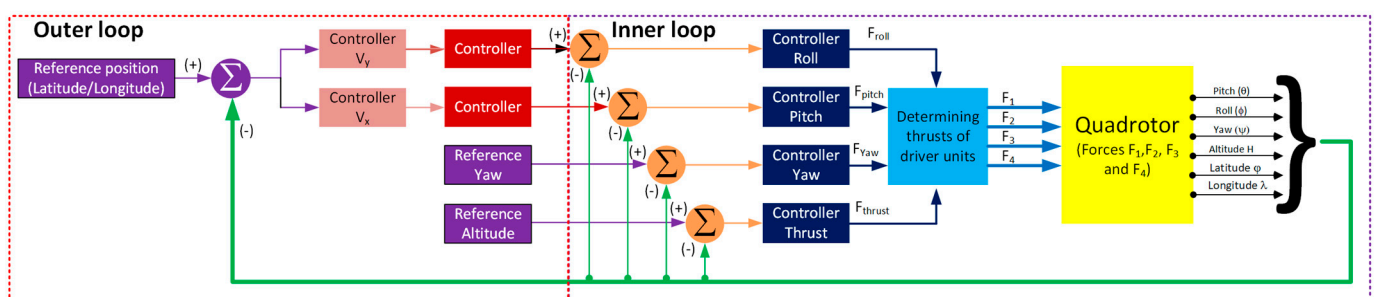 Outer loop
Inner loop
Reference position
(Latitude/Longitude)
(+)
Σ
(-)
Controller
Vy
Controller
Vx
Controller
Controller
Reference
Yaw
Reference
Altitude
(+)
Σ
(-)
(+)
Σ
(-)
(+)
Σ
(-)
(+)
Σ
(-)
Controller
Roll
Controller
Pitch
Controller
Yaw
Controller
Thrust
Froll
Fpitch
FYaw
Fthrust
Determining
thrusts of
driver units
F1
F2
F3
F4
Quadrotor
(Forces F1,F2, F3
and F4)
Pitch (θ)
Roll (ϕ)
Yaw (ψ)
Altitude H
Latitude φ
Longitude λ
}